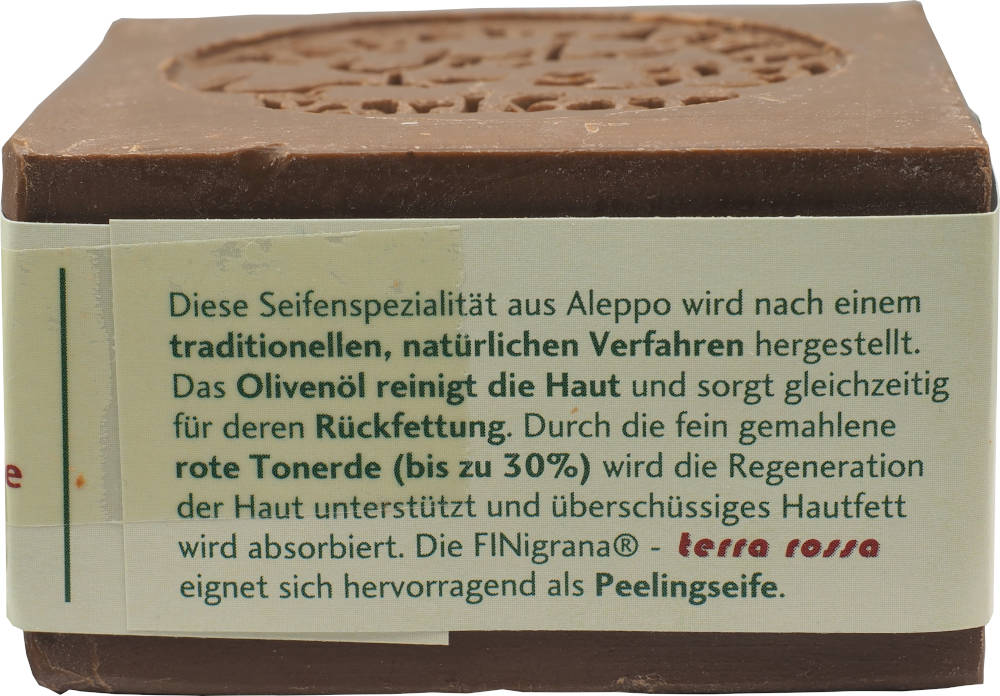 Diese Seifenspezialität aus Aleppo wird nach einem
traditionellen, natürlichen Verfahren hergestellt.
Das Olivenöl reinigt die Haut und sorgt gleichzeitig
für deren Rückfettung. Durch die fein gemahlene
rote Tonerde (bis zu 30%) wird die Regeneration
der Haut unterstützt und überschüssiges Hautfett
wird absorbiert. Die FINigrana® - terra rossa
eignet sich hervorragend als Peelingseife.